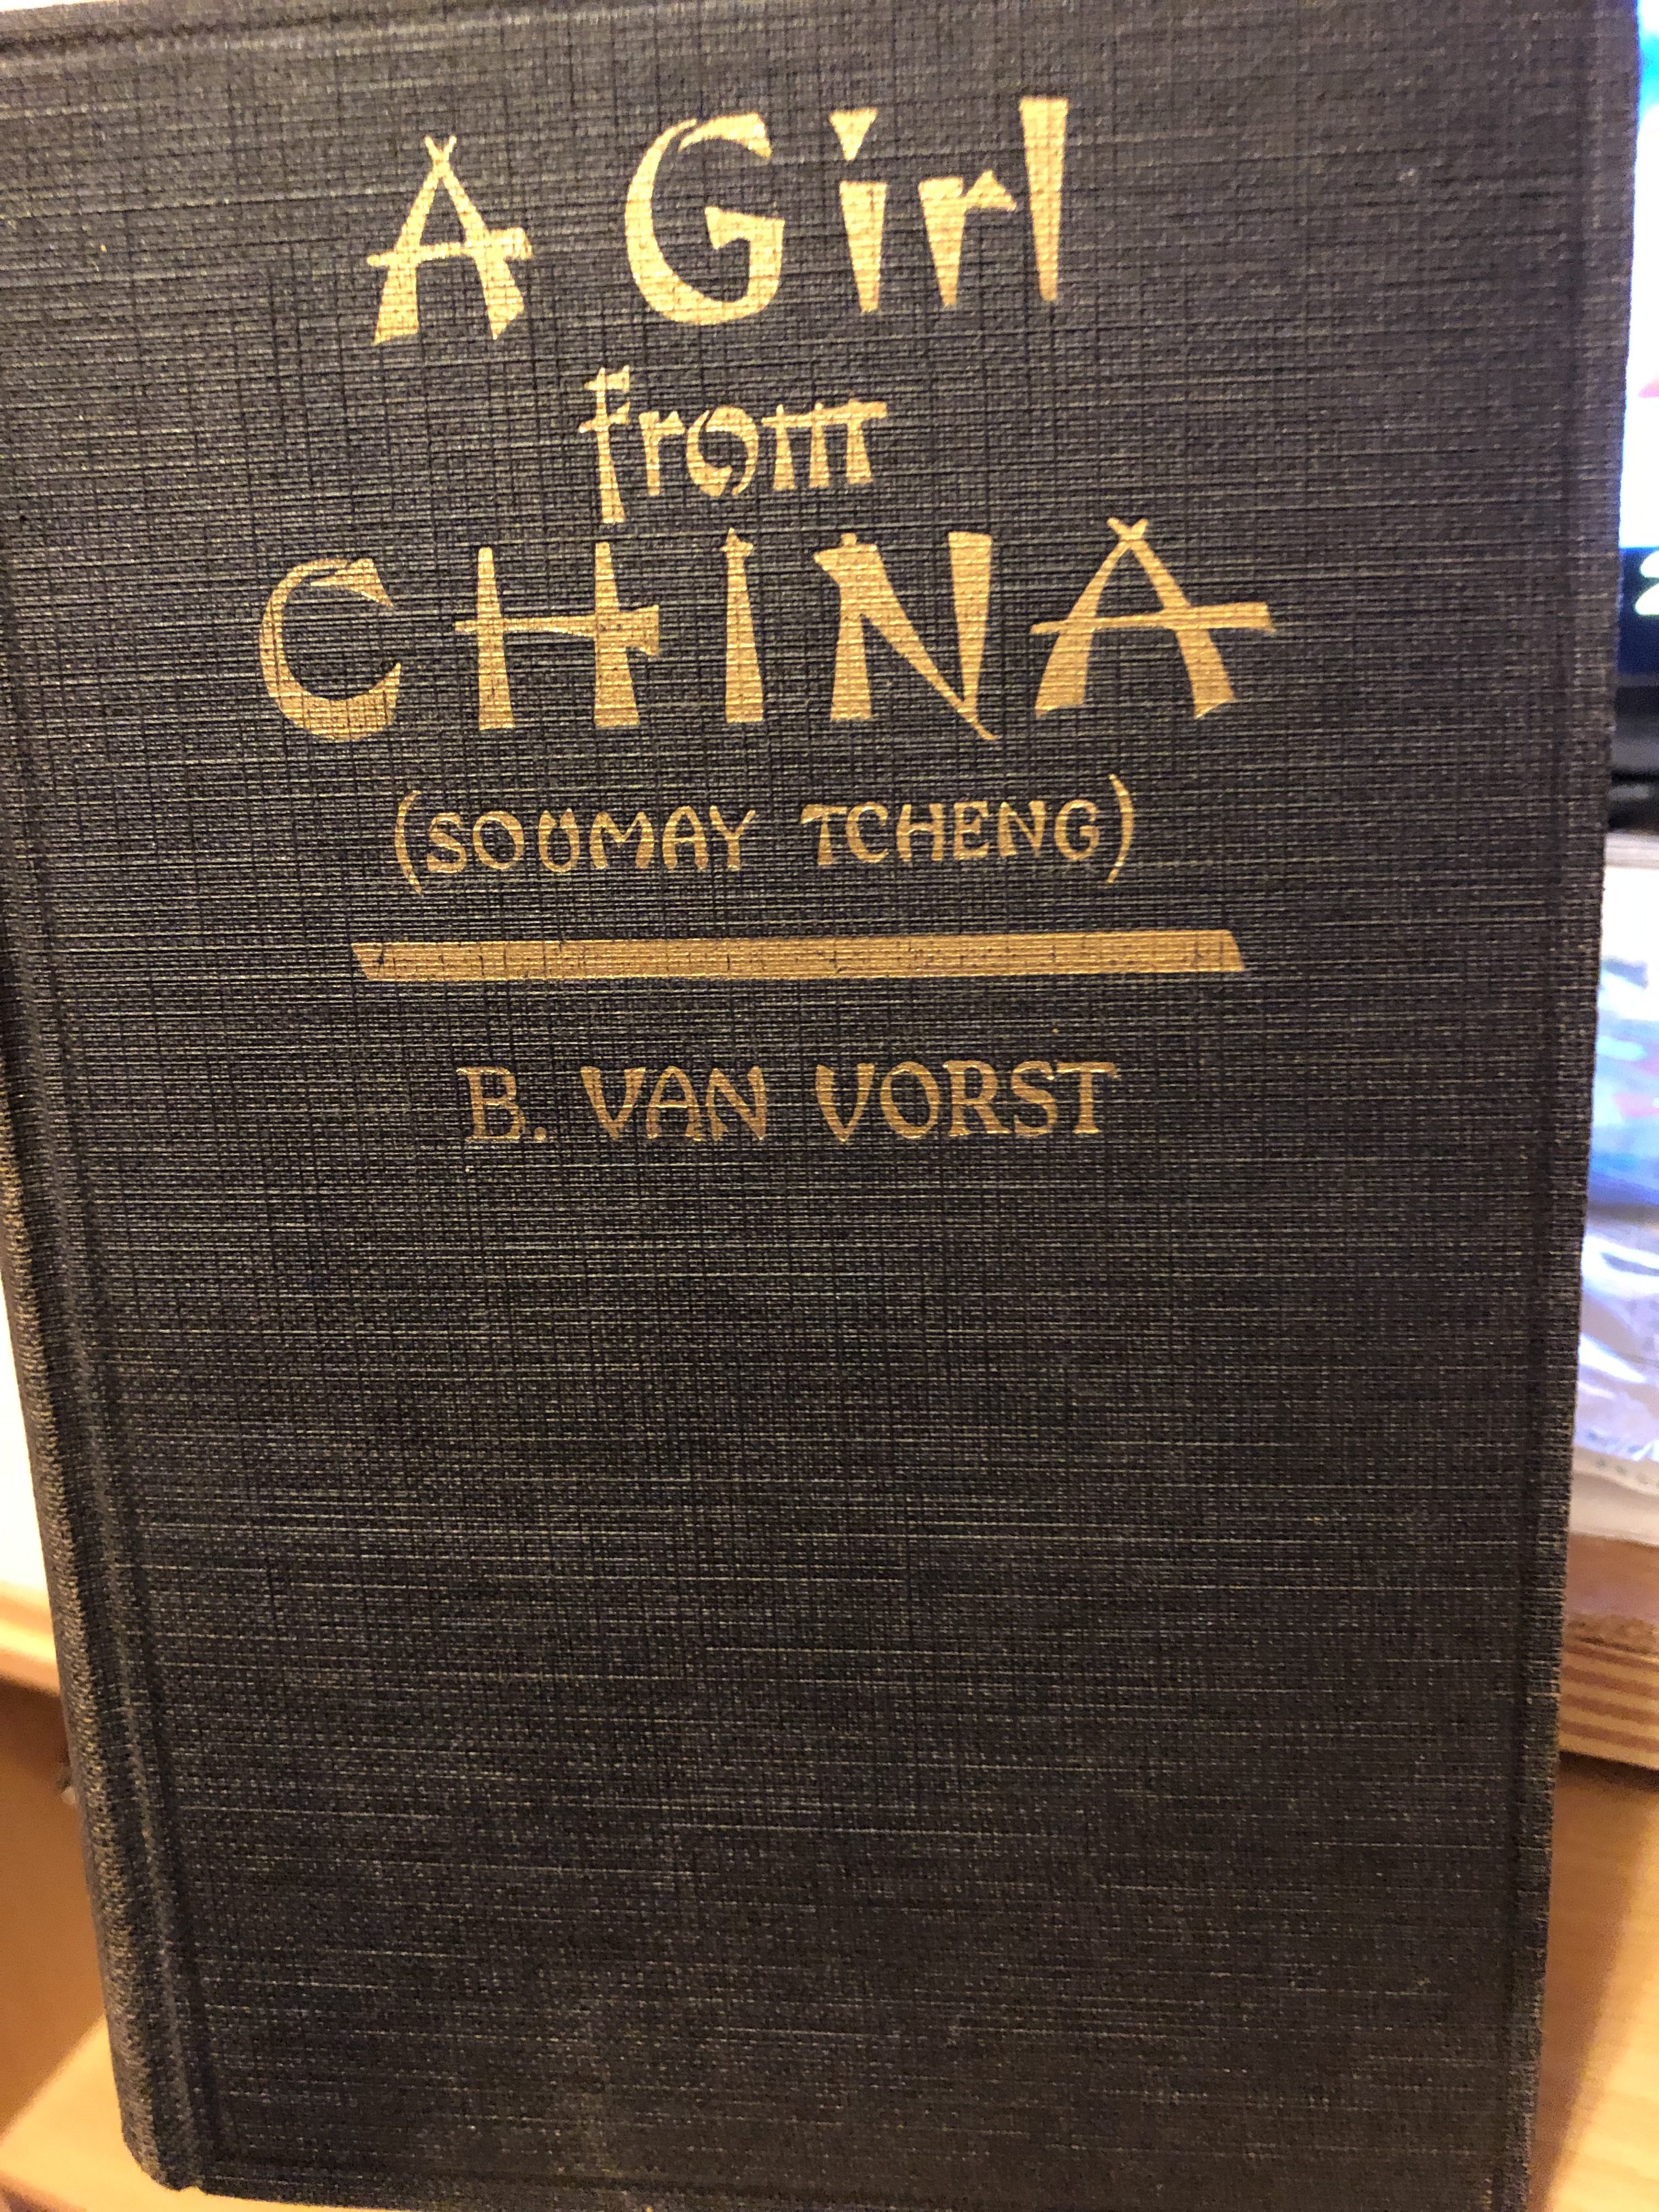 A Girl
from
CHINA
(SOUMAY TCHENG)
B. VAN VORST